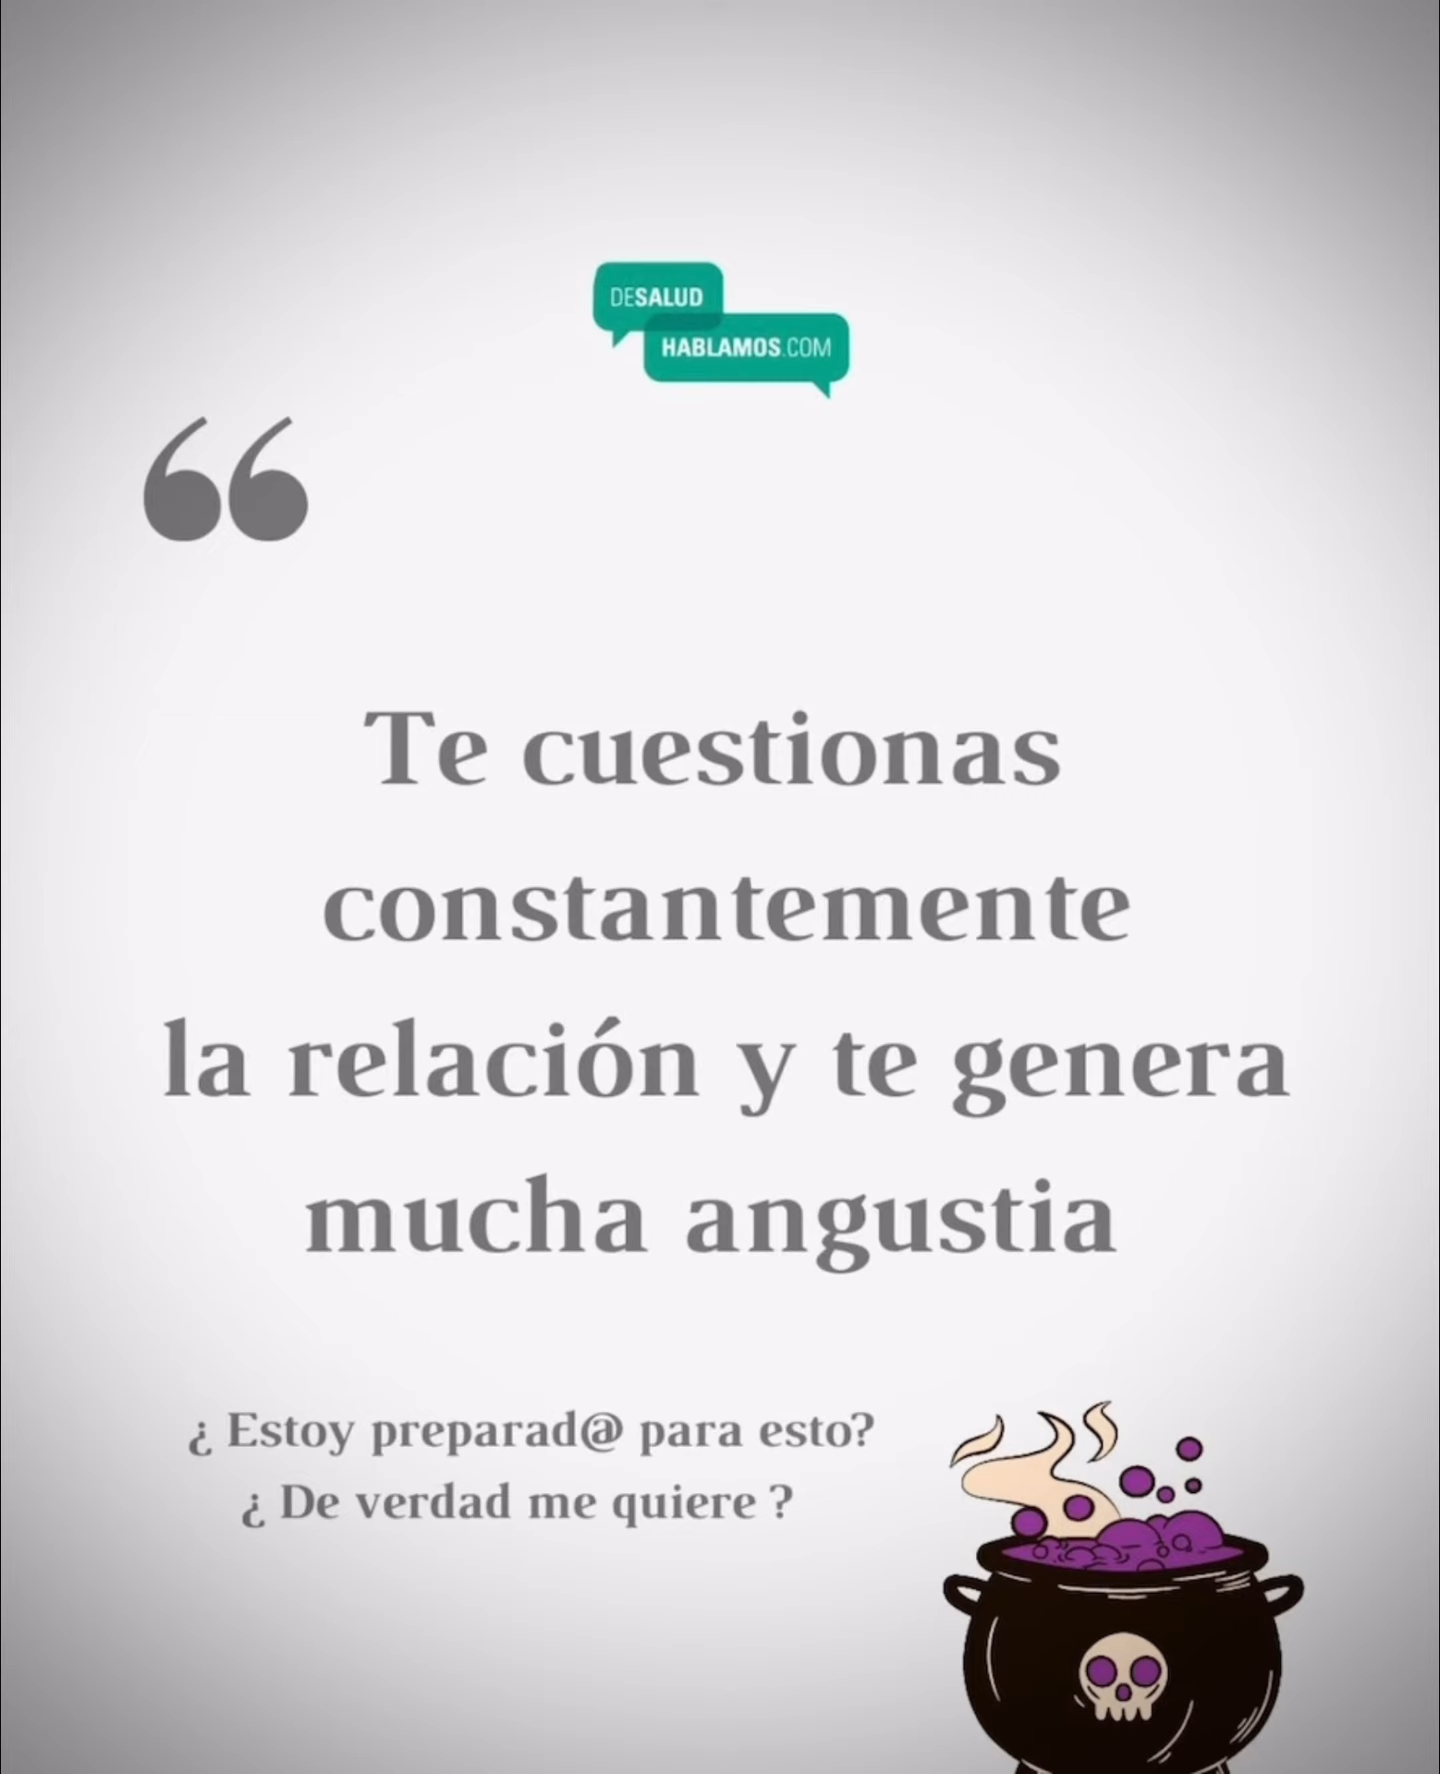 DESALUD
HABLAMOS.COM
“
Te cuestionas
constantemente
la relación y te genera
mucha angustia
¿ Estoy preparad@ para esto?
¿ De verdad me quiere ?